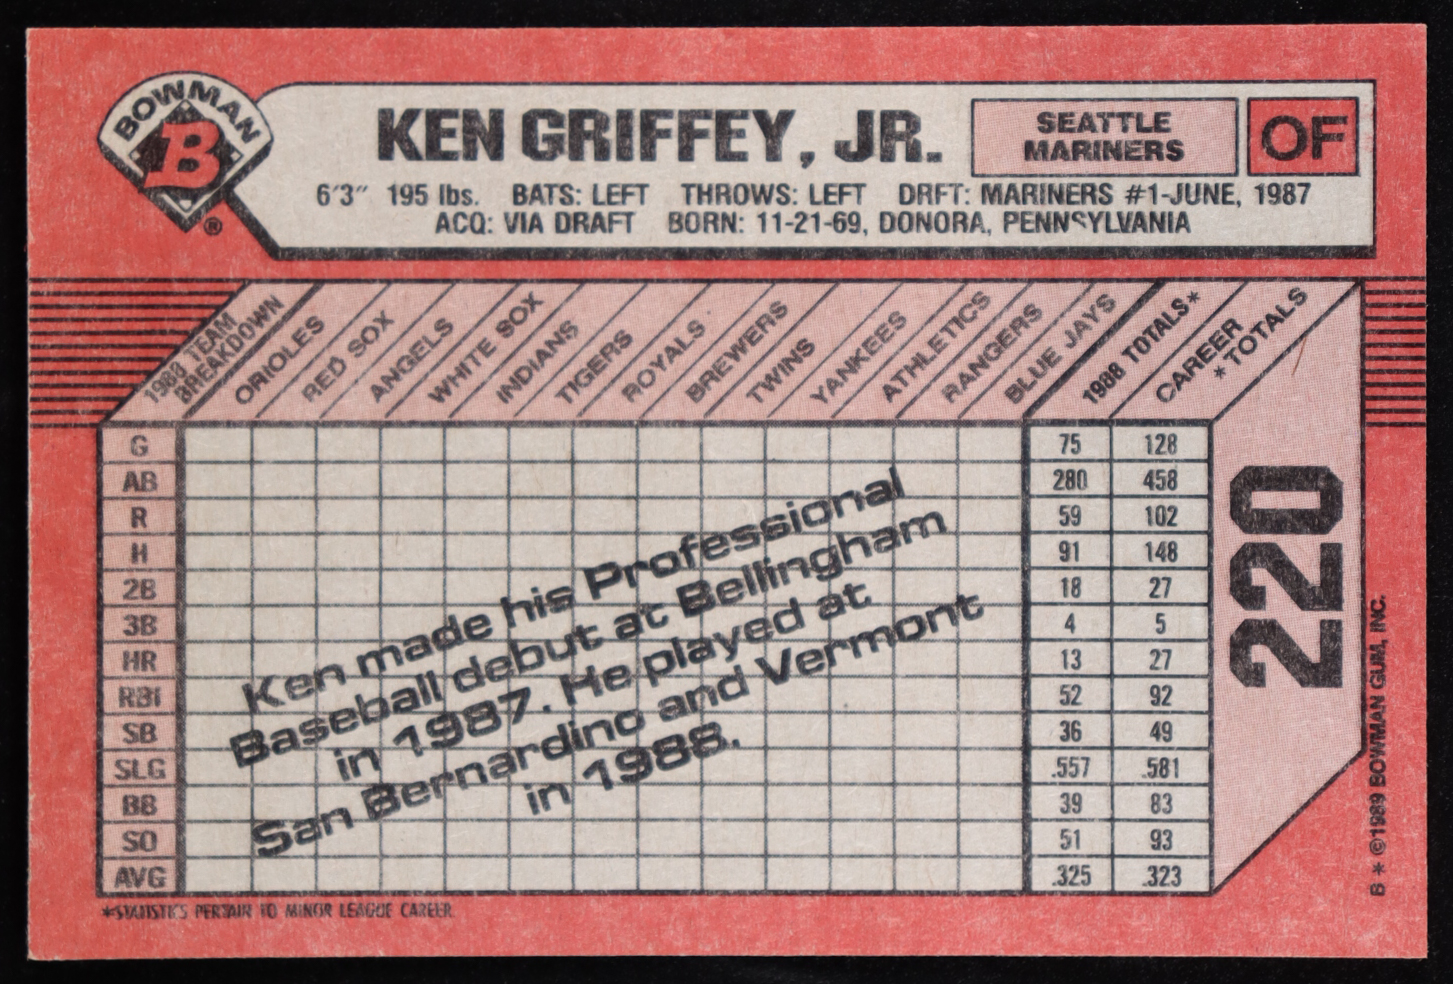 BOWMAN
B
®
KEN GRIFFEY, JR.
SEATTLE
MARINERS
OF
6'3" 195 lbs. BATS: LEFT THROWS: LEFT DRFT: MARINERS #1-JUNE, 1987
ACQ: VIA DRAFT BORN: 11-21-69, DONORA, PENNSYLVANIA
1988 TEAM
BREAKDOWN
ORIOLES
RED SOX
ANGELS
WHITE SOX
INDIANS
TIGERS
ROYALS
BREWERS
TWINS
YANKEES
ATHLETICS
RANGERS
BLUE JAYS
1988 TOTALS*
CAREER
*TOTALS
G 75 128
AB 280 458
R 59 102
H 91 148
2B 18 27
3B 4 5
HR 13 27
RBI 52 92
SB 36 49
SLG .557 .581
BB 39 83
SO 51 93
AVG .325 .323
Ken made his Professional
Baseball debut at Bellingham
in 1987. He played at
San Bernardino and Vermont
in 1988.
220
B * ©1989 BOWMAN GUM, INC.
*STATISTICS PERTAIN TO MINOR LEAGUE CAREER